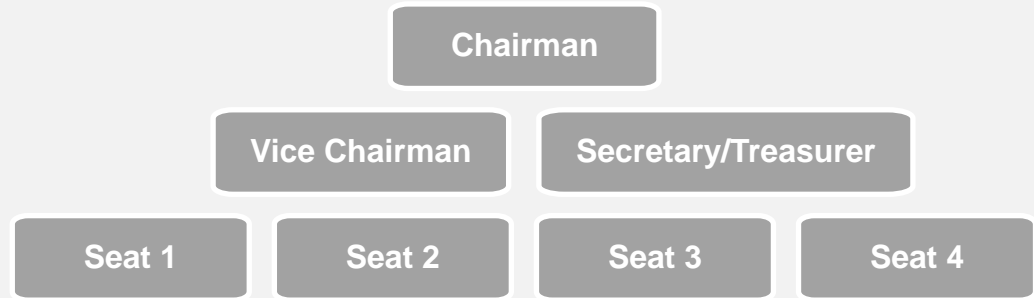 Chairman
Vice Chairman
Secretary/Treasurer
Seat 1
Seat 2
Seat 3
Seat 4